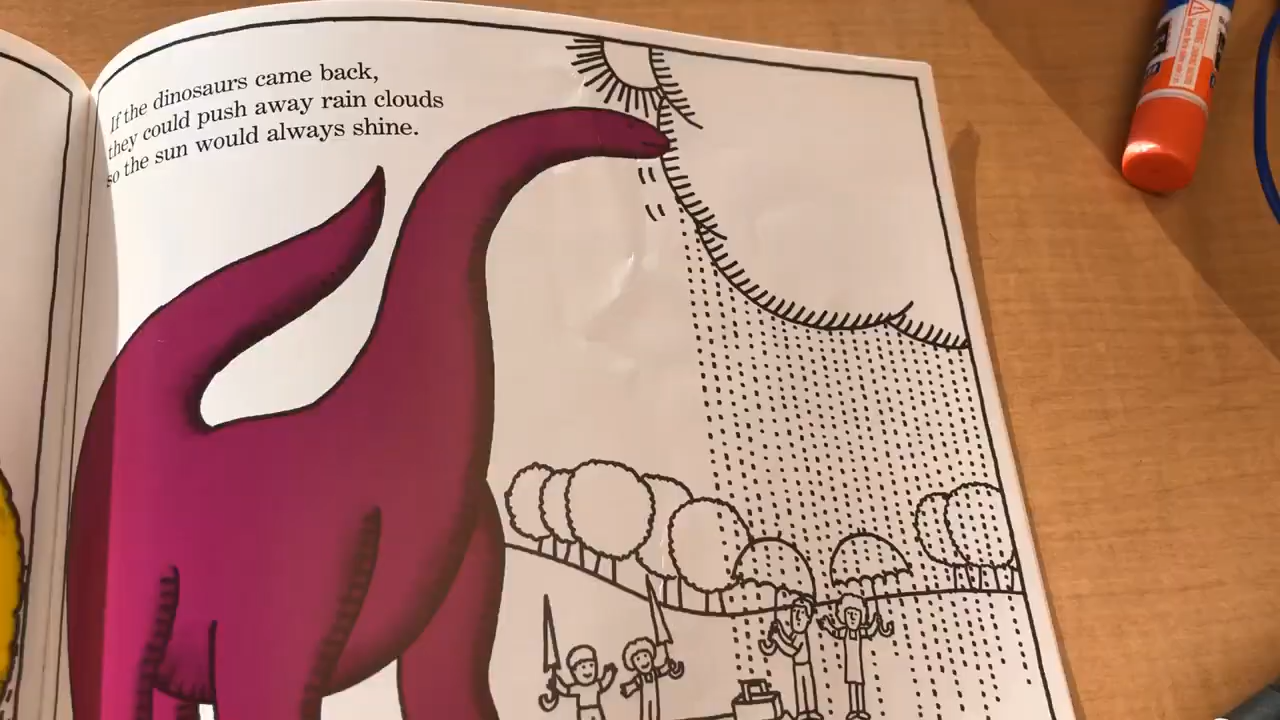 If the dinosaurs came back,
they could push away rain clouds
so the sun would always shine.